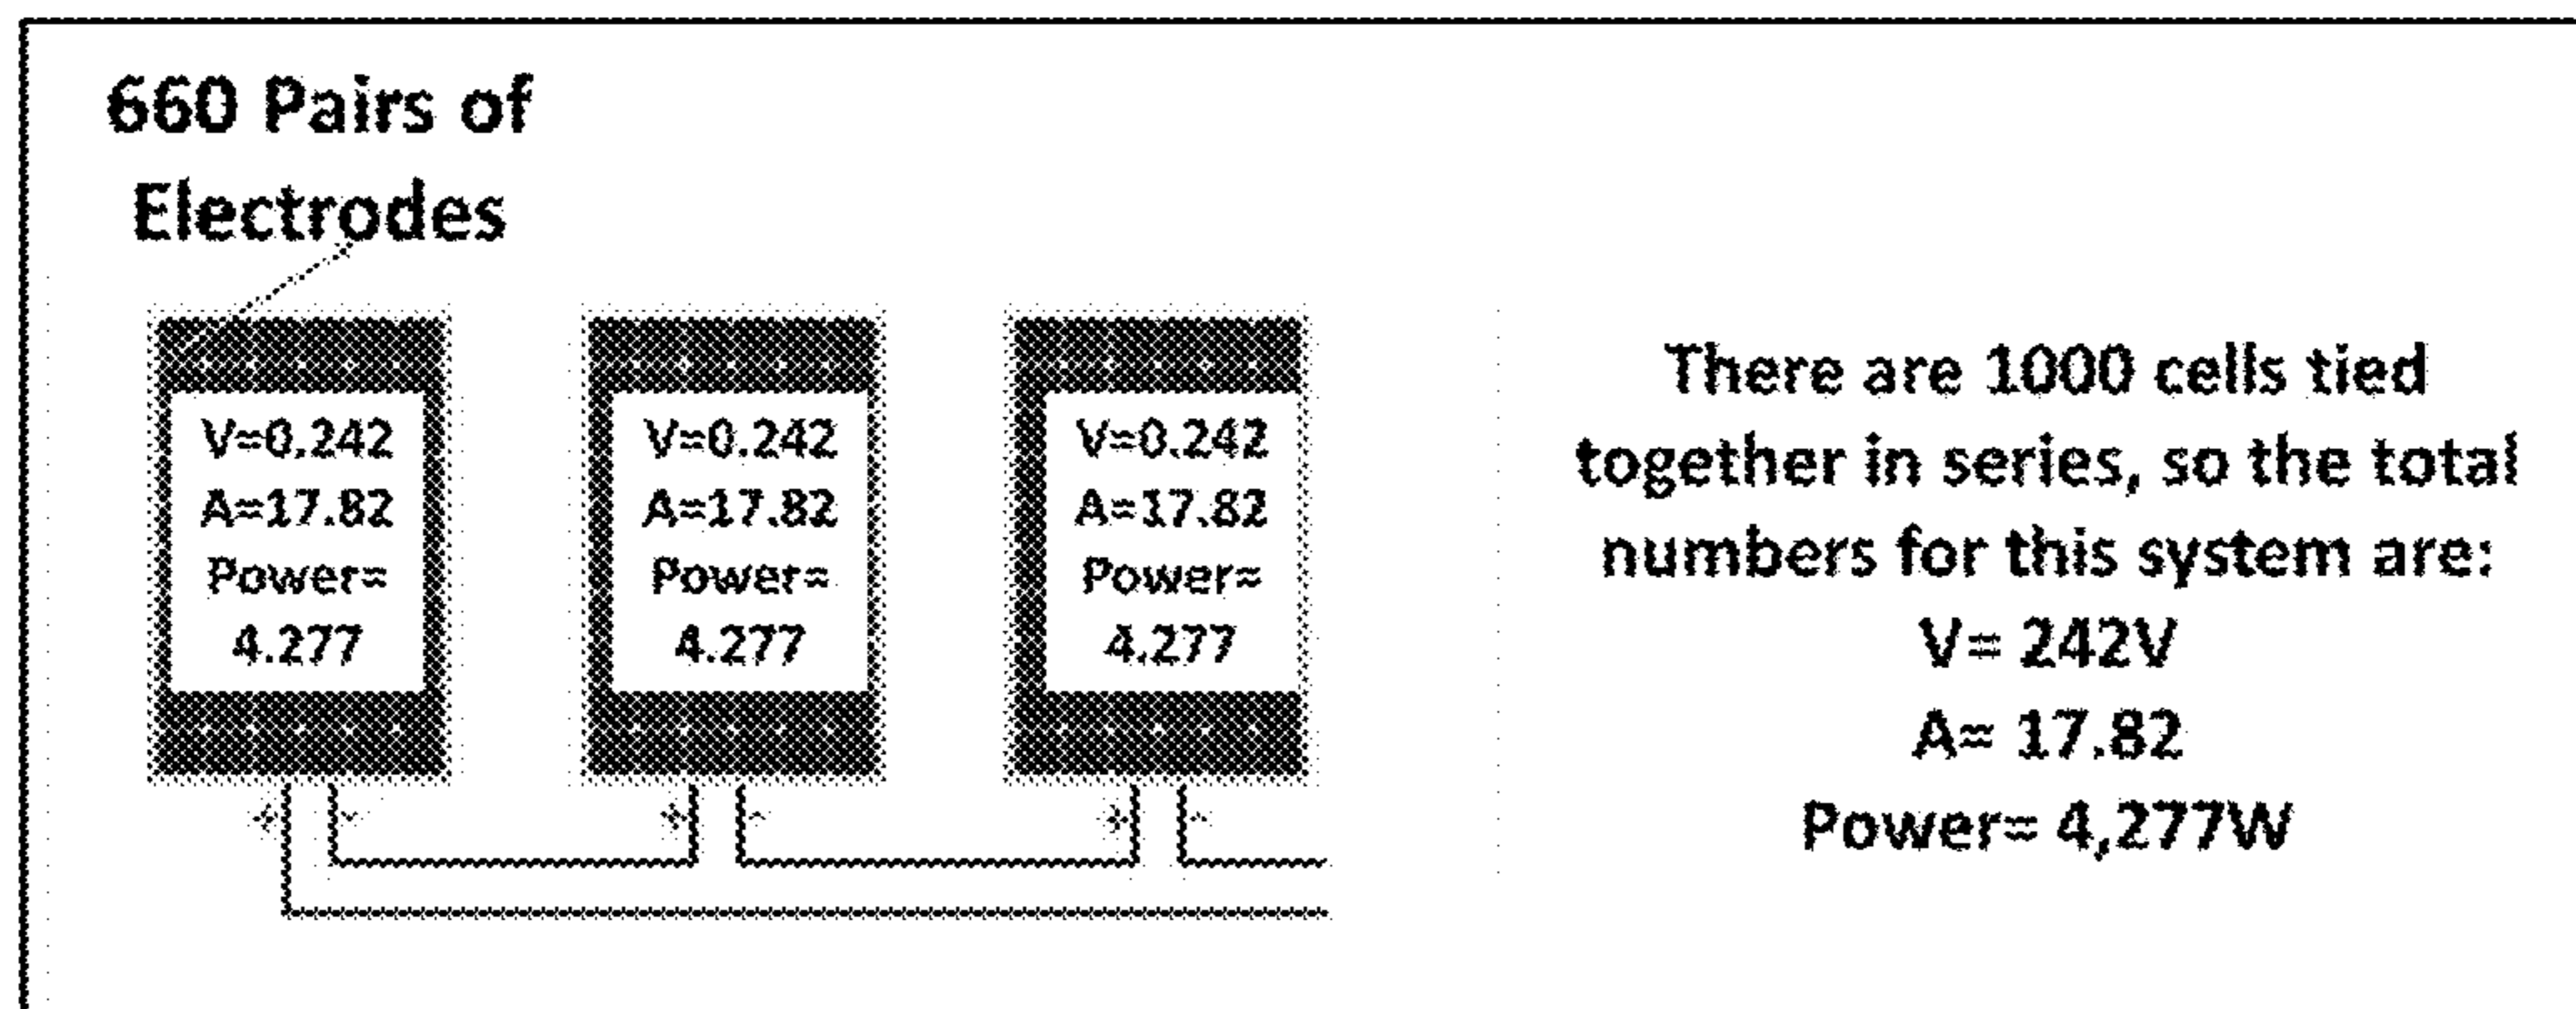 660 Pairs of
Electrodes
V=0.242
A=17.82
Power=
4.277
V=0.242
A=17.82
Power=
4.277
V=0.242
A=17.82
Power=
4.277
+ -
+ -
+ -
There are 1000 cells tied
together in series, so the total
numbers for this system are:
V= 242V
A= 17.82
Power= 4,277W